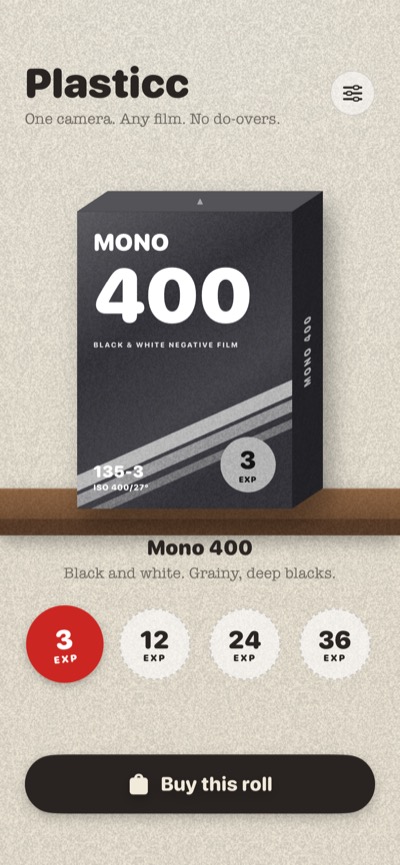 Plasticc
One camera. Any film. No do-overs.
MONO
400
BLACK & WHITE NEGATIVE FILM
MONO 400
135-3
ISO 400/27°
3
EXP
Mono 400
Black and white. Grainy, deep blacks.
3
EXP
12
EXP
24
EXP
36
EXP
Buy this roll